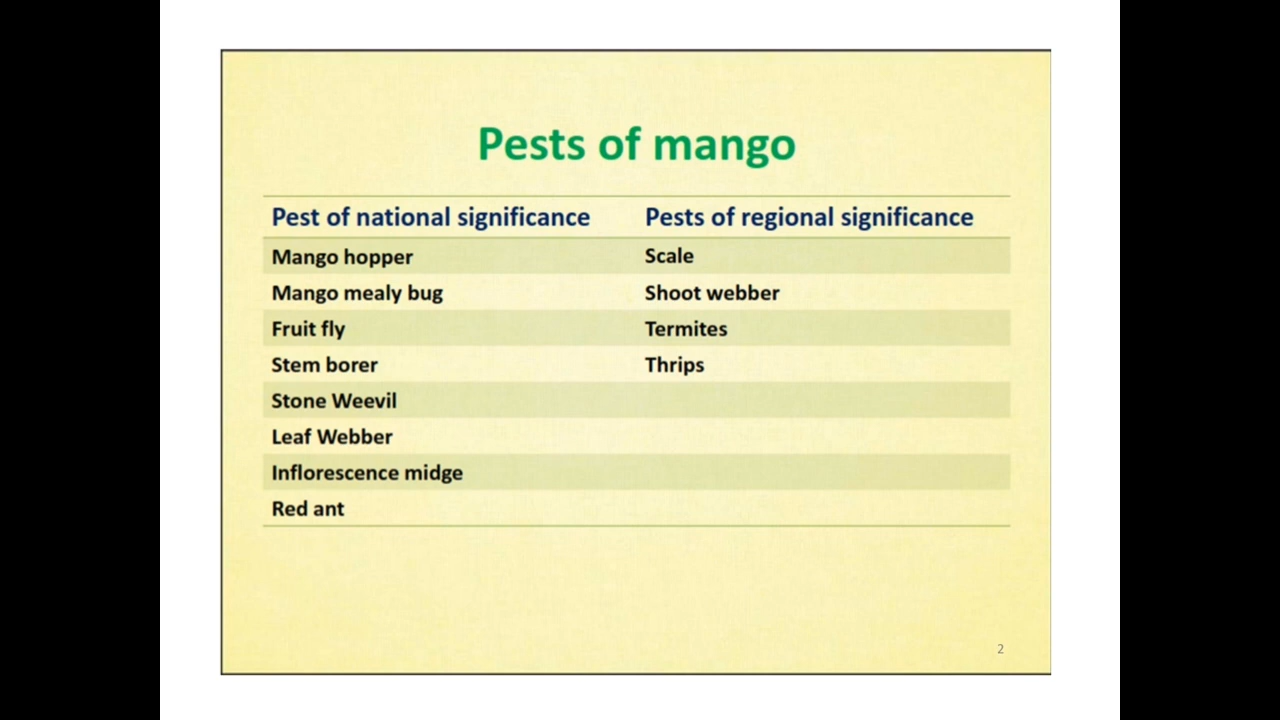 Pests of mango
Pest of national significance Pests of regional significance
Mango hopper Scale
Mango mealy bug Shoot webber
Fruit fly Termites
Stem borer Thrips
Stone Weevil
Leaf Webber
Inflorescence midge
Red ant
2